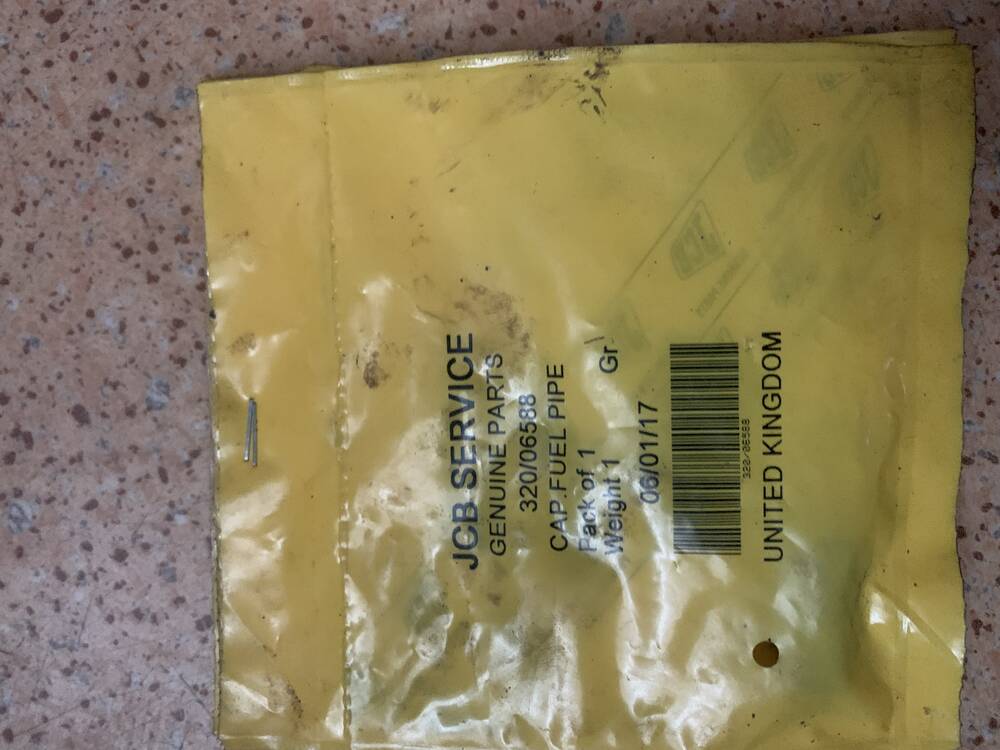 JCB SERVICE
GENUINE PARTS
320/06588
CAP.FUEL PIPE
Pack of 1
Weight 1 Gr
06/01/17
320/06588
UNITED KINGDOM
JCB